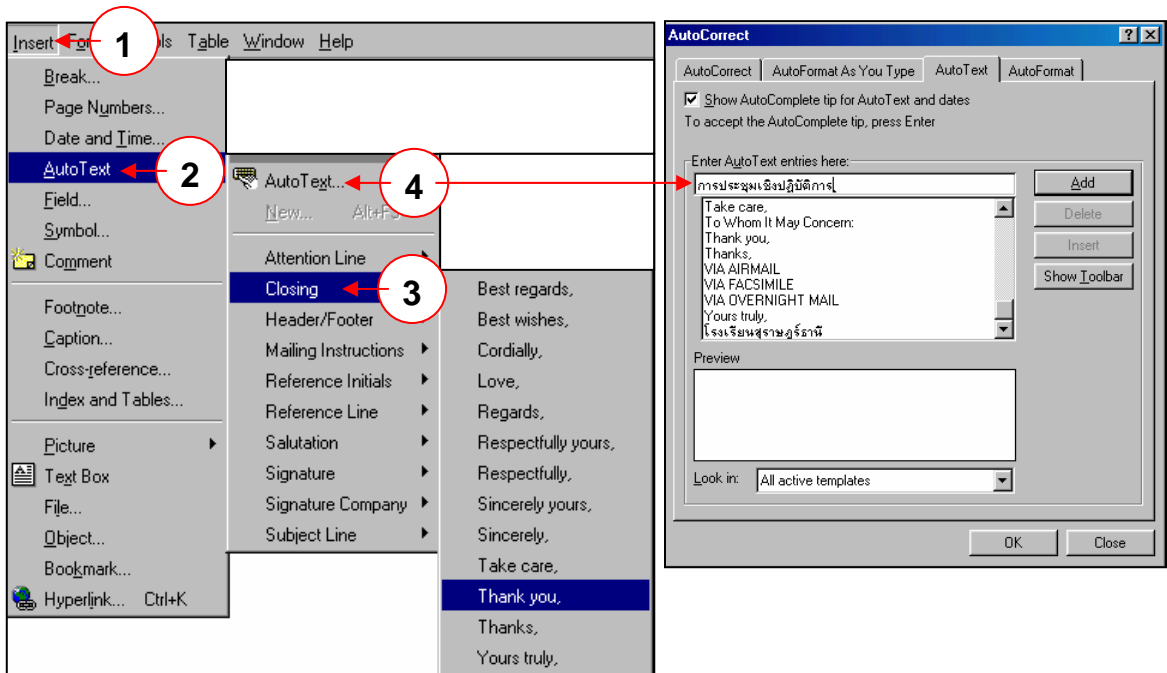 Insert Table Window Help
1
Break...
Page Numbers...
Date and Time...
AutoText
2
Field...
Symbol...
Comment
Footnote...
Caption...
Cross-reference...
Index and Tables...
Picture
Text Box
File...
Object...
Bookmark...
Hyperlink... Ctrl+K
AutoText...
4
New...
Attention Line
Closing
3
Header/Footer
Mailing Instructions
Reference Initials
Reference Line
Salutation
Signature
Signature Company
Subject Line
Best regards,
Best wishes,
Cordially,
Love,
Regards,
Respectfully yours,
Respectfully,
Sincerely yours,
Sincerely,
Take care,
Thank you,
Thanks,
Yours truly,
AutoCorrect
AutoCorrect AutoFormat As You Type AutoText AutoFormat
Show AutoComplete tip for AutoText and dates
To accept the AutoComplete tip, press Enter
Enter AutoText entries here:
การประชุมเชิงปฏิบัติการ
Add
Take care,
To Whom It May Concern:
Thank you,
Thanks,
VIA AIRMAIL
VIA FACSIMILE
VIA OVERNIGHT MAIL
Yours truly,
โรงเรียนสุราษฎร์ธานี
Delete
Insert
Show Toolbar
Preview
Look in: All active templates
OK Close